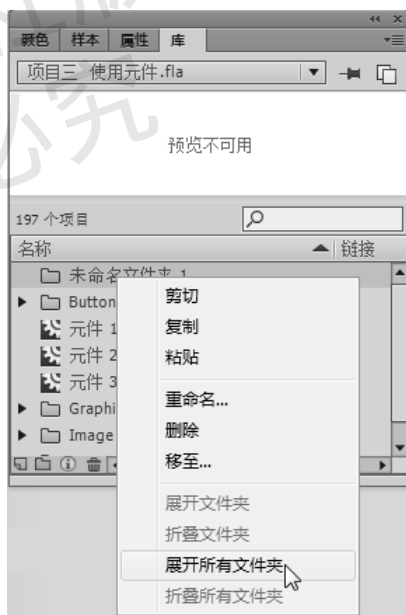 颜色 样本 属性 库
项目三 使用元件.fla
预览不可用
197 个项目
名称 链接
未命名文件夹 1
Button
元件 1
元件 2
元件 3
Graphi
Image
剪切
复制
粘贴
重命名...
删除
移至...
展开文件夹
折叠文件夹
展开所有文件夹
折叠所有文件夹
必究